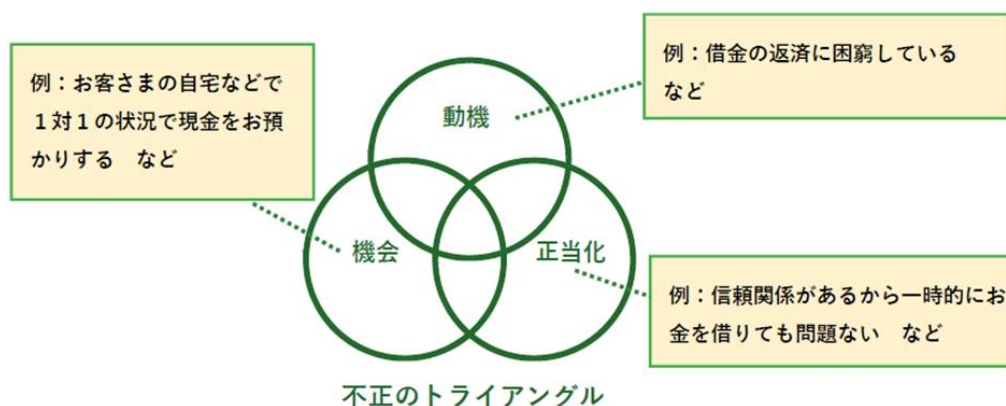 例：借金の返済に困窮している
など
例：お客さまの自宅などで
１対１の状況で現金をお預
かりする　など
動機
機会
正当化
例：信頼関係があるから一時的にお
金を借りても問題ない　など
不正のトライアングル